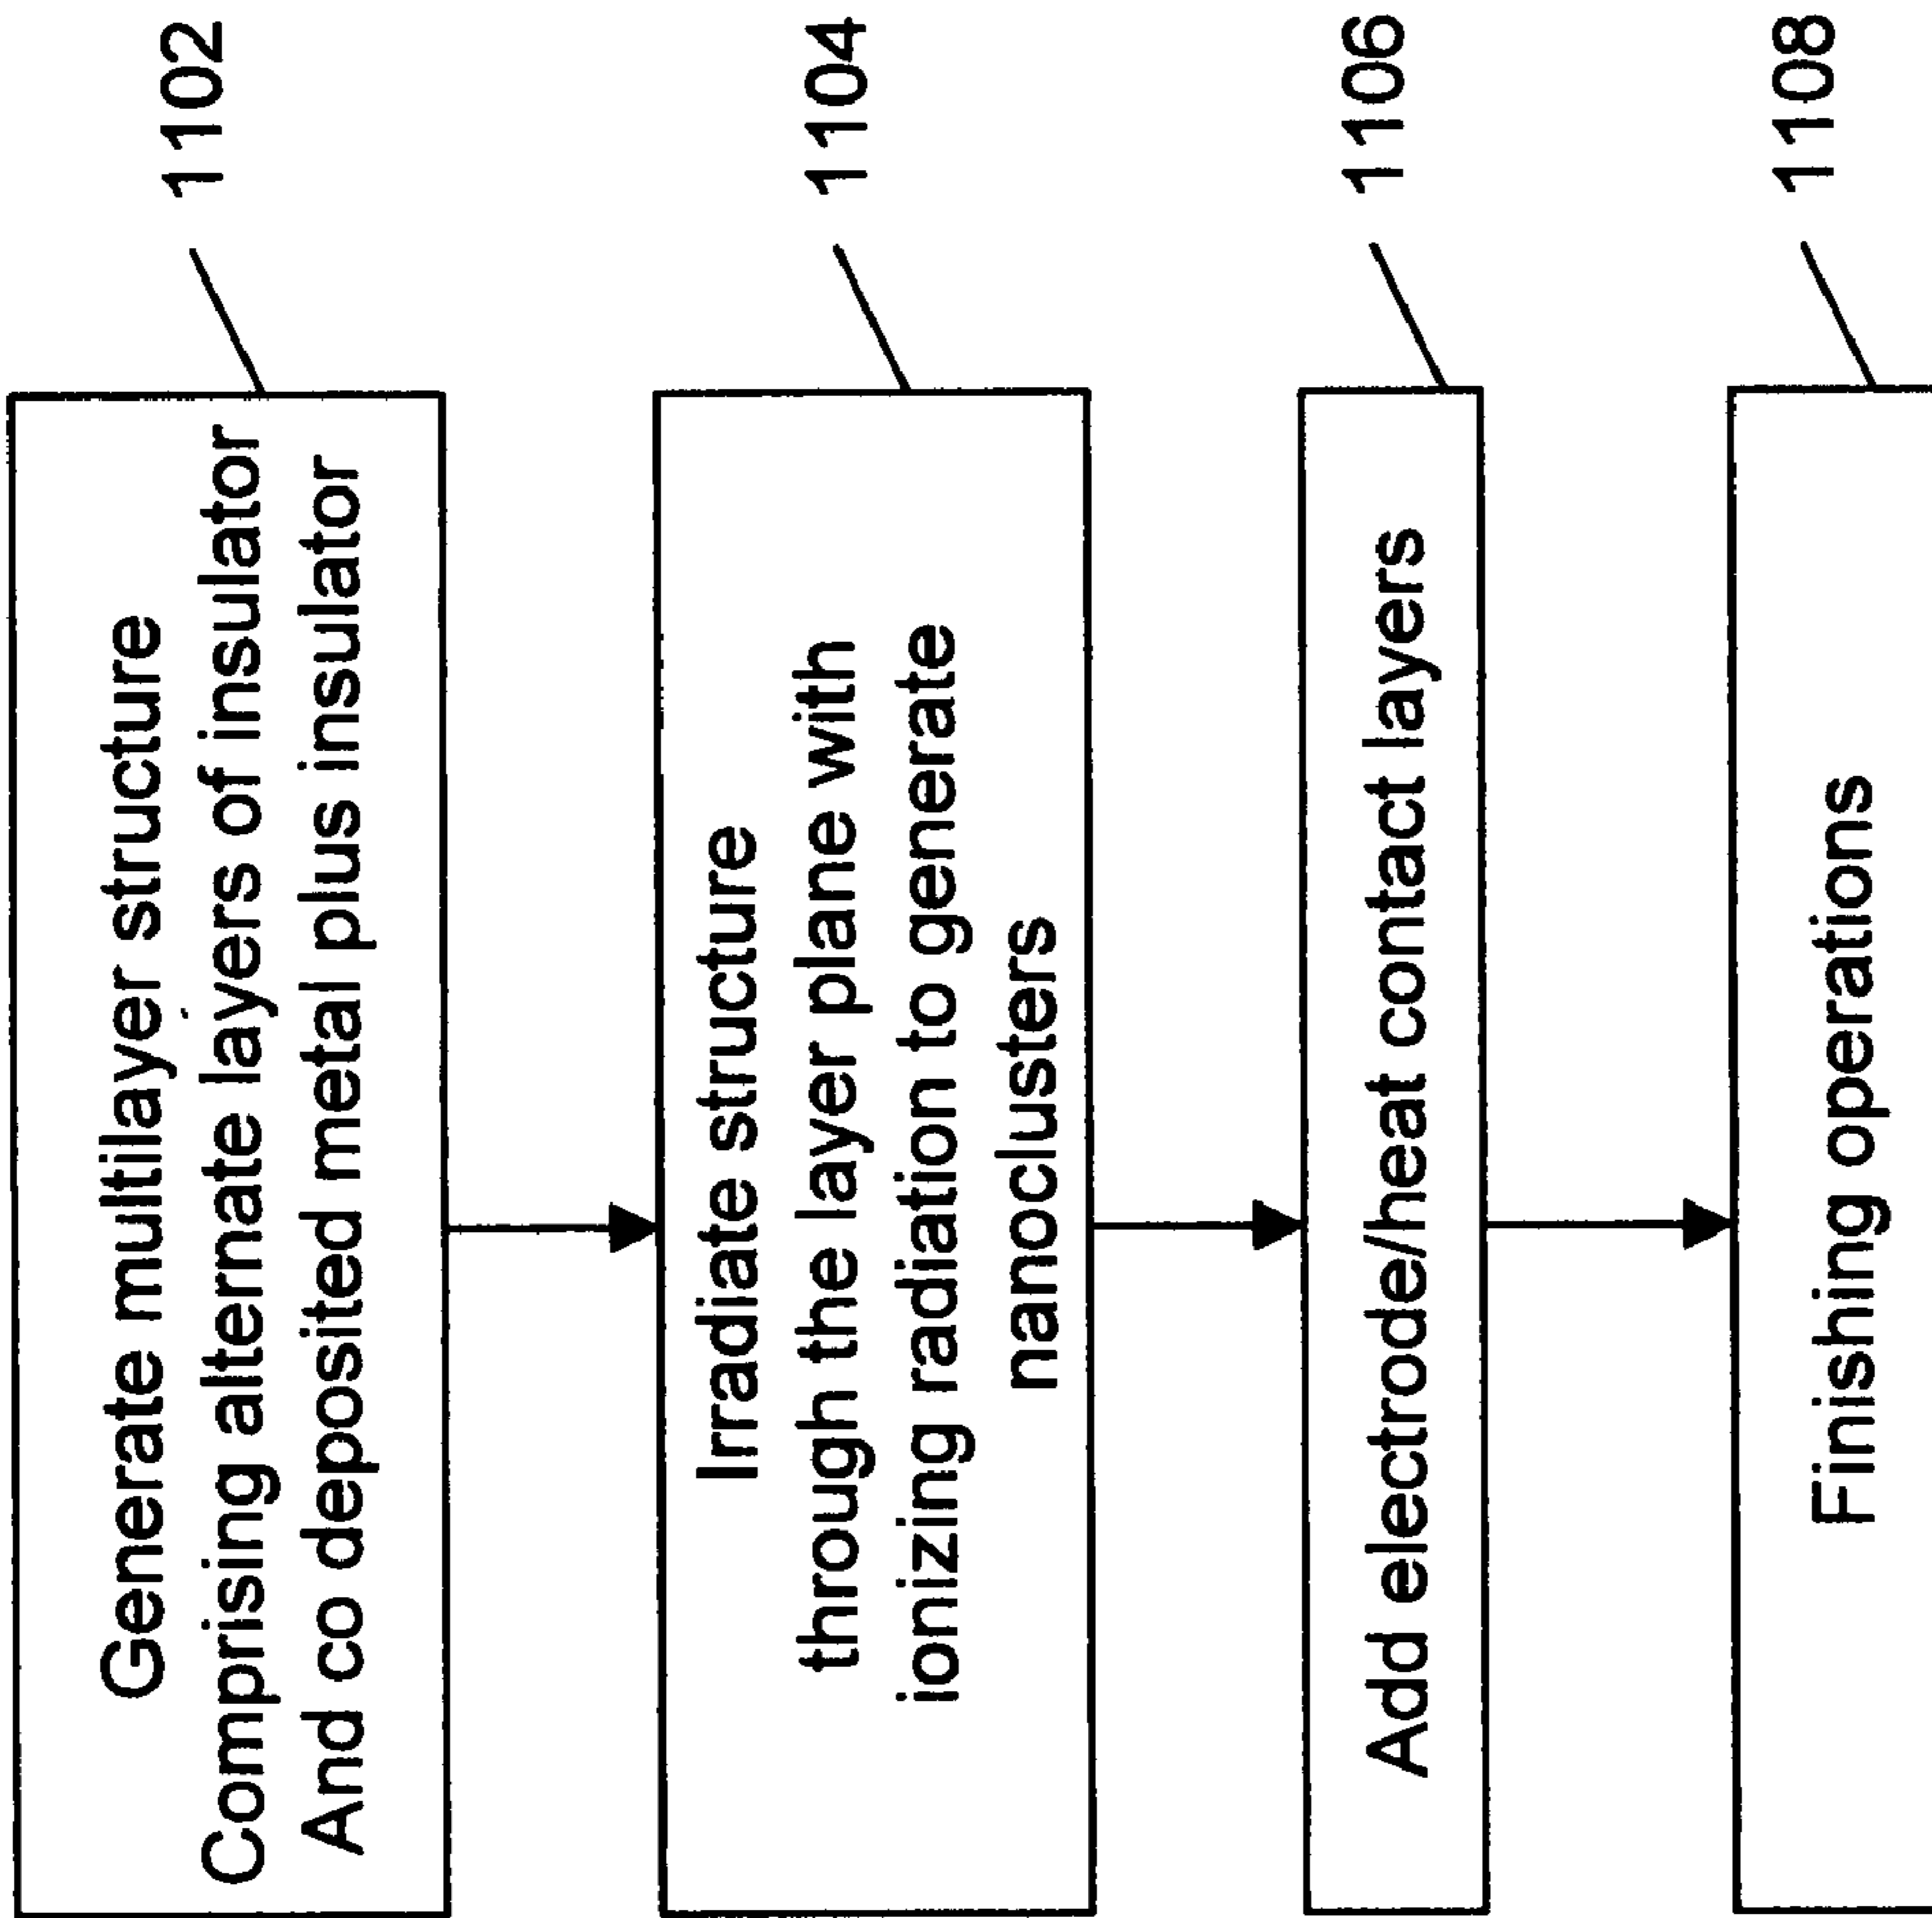 Generate multilayer structure
Comprising alternate layers of insulator
And co deposited metal plus insulator
1102
Irradiate structure
through the layer plane with
ionizing radiation to generate
nanoclusters
1104
Add electrode/heat contact layers
1106
Finishing operations
1108